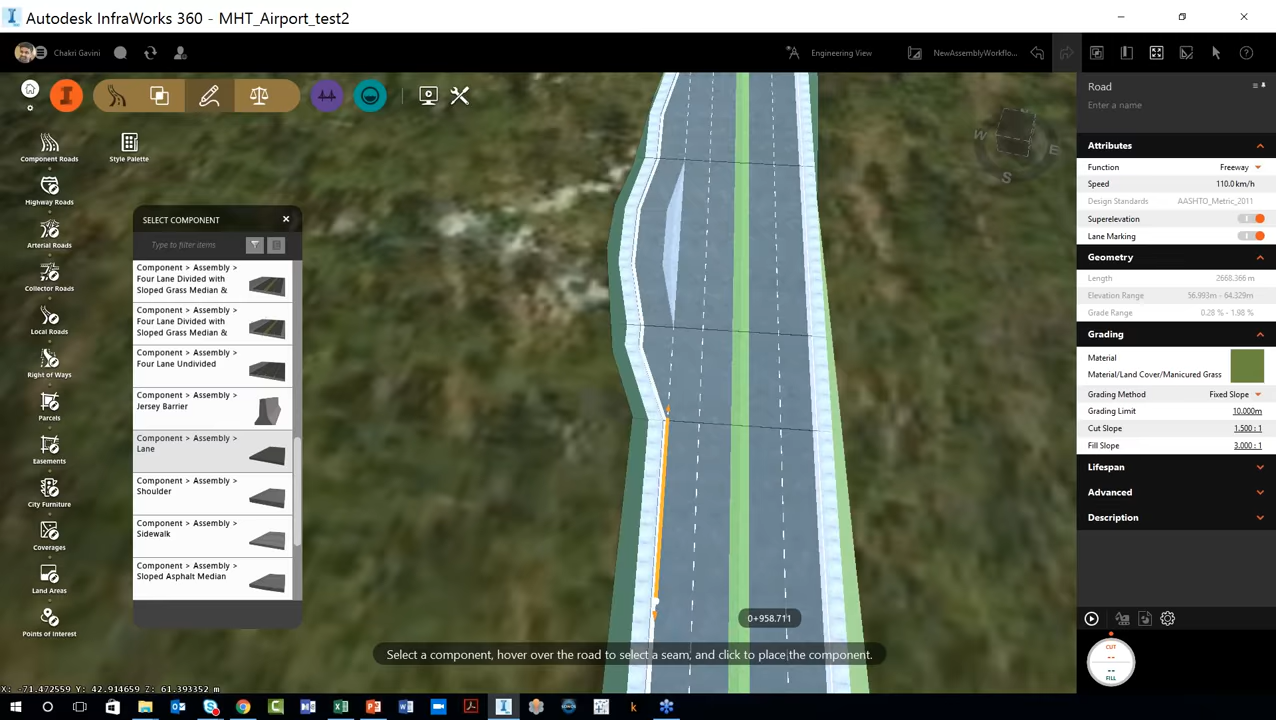 Autodesk InfraWorks 360 - MHT_Airport_test2
Chakri Gavini
Engineering View
NewAssemblyWorkflo...
Component Roads
Style Palette
Highway Roads
Arterial Roads
Collector Roads
Local Roads
Right of Ways
Parcels
Easements
City Furniture
Coverages
Land Areas
Points of Interest
SELECT COMPONENT
Type to filter items
Component > Assembly >
Four Lane Divided with
Sloped Grass Median &
Component > Assembly >
Four Lane Divided with
Sloped Grass Median &
Component > Assembly >
Four Lane Undivided
Component > Assembly >
Jersey Barrier
Component > Assembly >
Lane
Component > Assembly >
Shoulder
Component > Assembly >
Sidewalk
Component > Assembly >
Sloped Asphalt Median
W
E
S
0+958.711
Select a component, hover over the road to select a seam, and click to place the component.
X: -71.472559 Y: 42.914659 Z: 61.393352 m
Road
Enter a name
Attributes
Function Freeway
Speed 110.0 km/h
Design Standards AASHTO_Metric_2011
Superelevation
Lane Marking
Geometry
Length 2668.366 m
Elevation Range 56.993m - 64.329m
Grade Range 0.28 % - 1.98 %
Grading
Material
Material/Land Cover/Manicured Grass
Grading Method Fixed Slope
Grading Limit 10.000m
Cut Slope 1.500 : 1
Fill Slope 3.000 : 1
Lifespan
Advanced
Description
CUT
--
--
FILL